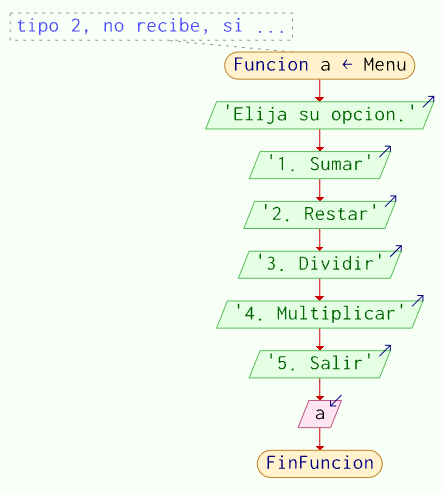 tipo 2, no recibe, si ...
Funcion a ← Menu
'Elija su opcion.'
'1. Sumar'
'2. Restar'
'3. Dividir'
'4. Multiplicar'
'5. Salir'
a
FinFuncion